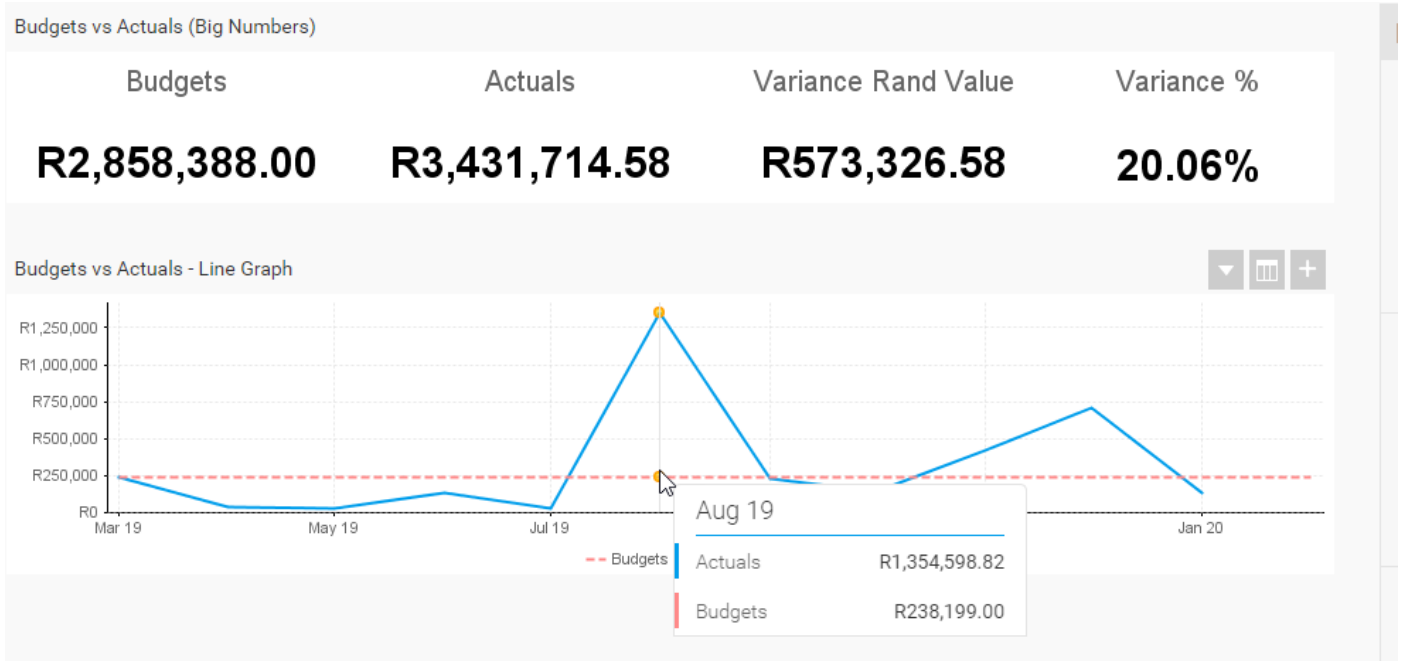 Budgets vs Actuals (Big Numbers)
Budgets Actuals Variance Rand Value Variance %
R2,858,388.00 R3,431,714.58 R573,326.58 20.06%
Budgets vs Actuals - Line Graph
R1,250,000
R1,000,000
R750,000
R500,000
R250,000
R0
Mar 19 May 19 Jul 19 Jan 20
Budgets
Aug 19
Actuals R1,354,598.82
Budgets R238,199.00